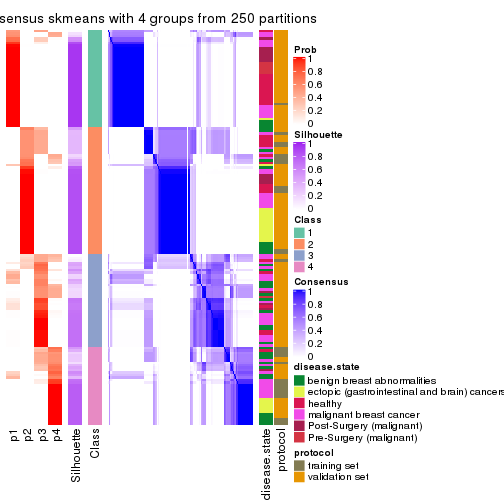 sensus skmeans with 4 groups from 250 partitions
Prob
1
0.8
0.6
0.4
0.2
0
Silhouette
1
0.8
0.6
0.4
0.2
0
Class
1
2
3
4
Consensus
1
0.8
0.6
0.4
0.2
0
disease.state
benign breast abnormalities
ectopic (gastrointestinal and brain) cancers
healthy
malignant breast cancer
Post-Surgery (malignant)
Pre-Surgery (malignant)
protocol
training set
validation set
p1
p2
p3
p4
Silhouette
Class
disease.state
protocol